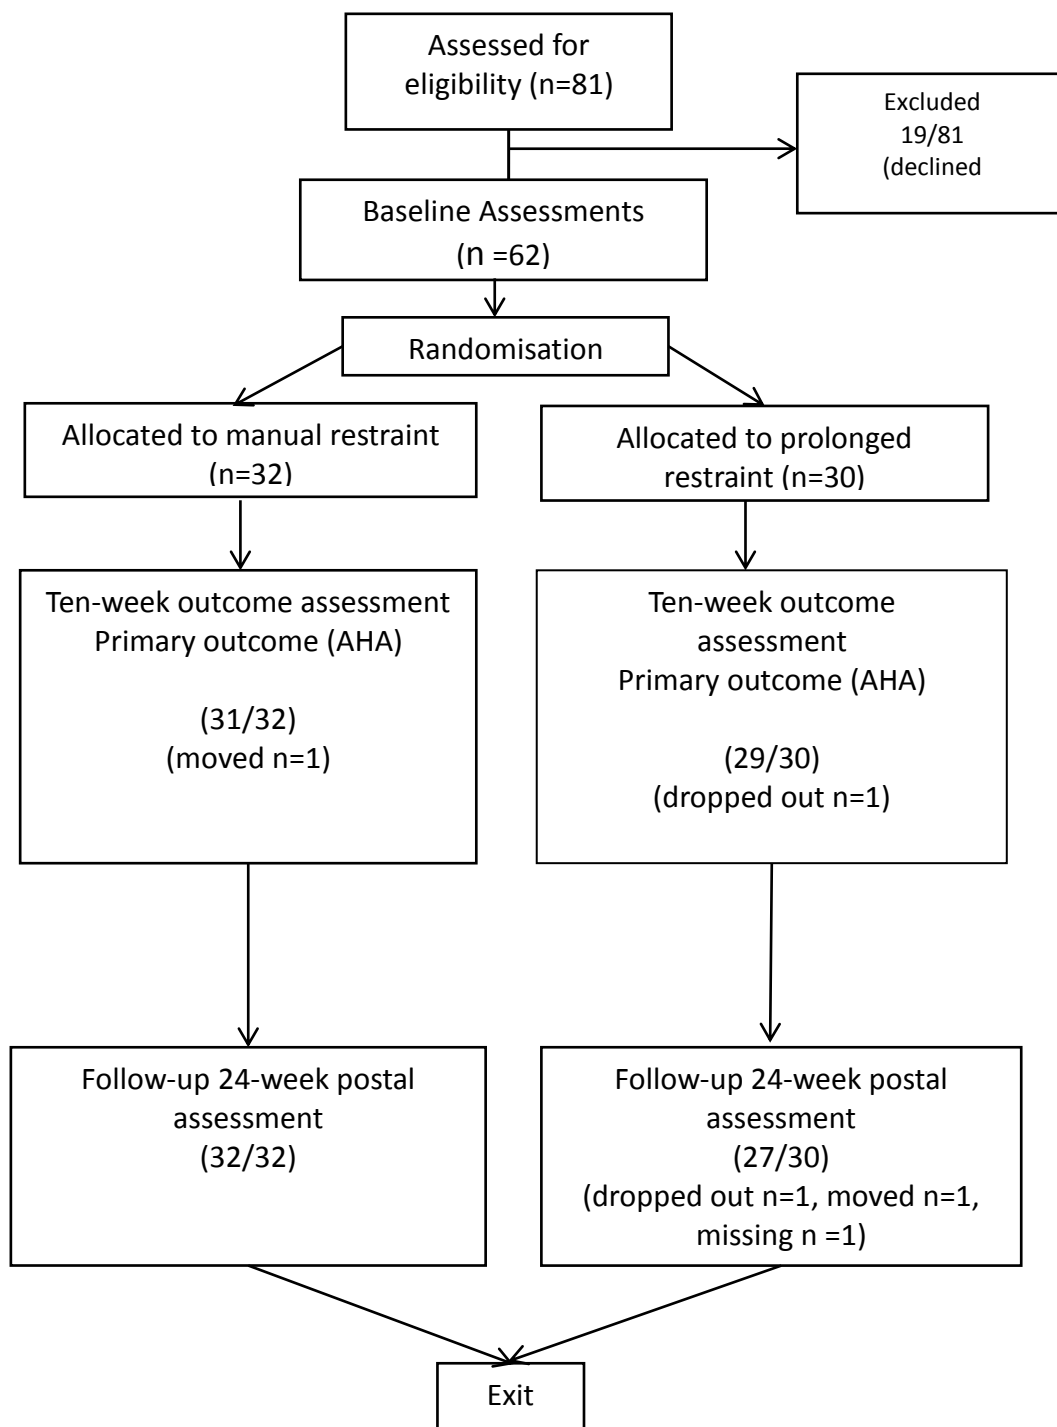 Assessed for
eligibility (n=81)
Excluded
19/81
(declined
Baseline Assessments
(n =62)
Randomisation
Allocated to manual restraint
(n=32)
Allocated to prolonged
restraint (n=30)
Ten-week outcome assessment
Primary outcome (AHA)
(31/32)
(moved n=1)
Ten-week outcome
assessment
Primary outcome (AHA)
(29/30)
(dropped out n=1)
Follow-up 24-week postal
assessment
(32/32)
Follow-up 24-week postal
assessment
(27/30)
(dropped out n=1, moved n=1,
missing n =1)
Exit